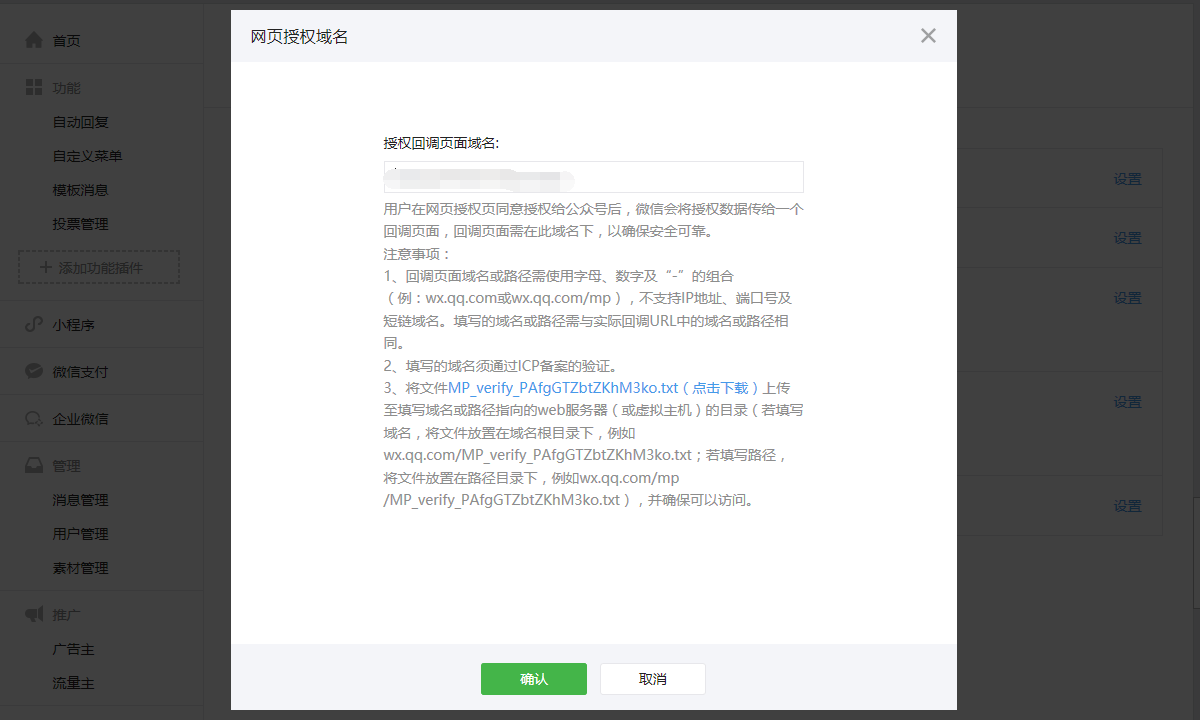 首页
功能
自动回复
自定义菜单
模板消息
投票管理
添加功能插件
小程序
微信支付
企业微信
管理
消息管理
用户管理
素材管理
推广
广告主
流量主
网页授权域名
授权回调页面域名:
用户在网页授权页同意授权给公众号后，微信会将授权数据传给一个
回调页面，回调页面需在此域名下，以确保安全可靠。
注意事项：
1、回调页面域名或路径需使用字母、数字及“-”的组合
（例：wx.qq.com或wx.qq.com/mp），不支持IP地址、端口号及
短链域名。填写的域名或路径需与实际回调URL中的域名或路径相
同。
2、填写的域名须通过ICP备案的验证。
3、将文件MP_verify_PAfgGTZbtZKhM3ko.txt（点击下载）上传
至填写域名或路径指向的web服务器（或虚拟主机）的目录（若填写
域名，将文件放置在域名根目录下，例如
wx.qq.com/MP_verify_PAfgGTZbtZKhM3ko.txt；若填写路径，
将文件放置在路径目录下，例如wx.qq.com/mp
/MP_verify_PAfgGTZbtZKhM3ko.txt），并确保可以访问。
确认
取消
设置
设置
设置
设置
设置